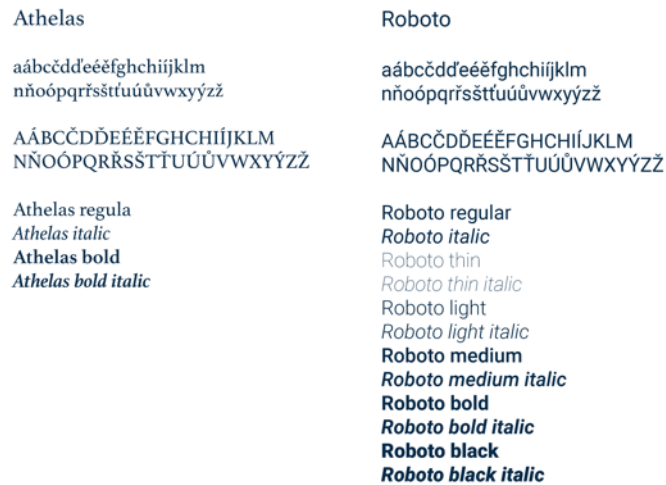 Athelas
aábcčdďeéěfghchiíjklm
nňoópqrřsštťuúůvwxyýzž
AÁBCČDĎEÉĚFGHCHIÍJKLM
NŇOÓPQRŘSŠTŤUÚŮVWXYÝZŽ
Athelas regula
Athelas italic
Athelas bold
Athelas bold italic
Roboto
aábcčdďeéěfghchiíjklm
nňoópqrřsštťuúůvwxyýzž
AÁBCČDĎEÉĚFGHCHIÍJKLM
NŇOÓPQRŘSŠTŤUÚŮVWXYÝZŽ
Roboto regular
Roboto italic
Roboto thin
Roboto thin italic
Roboto light
Roboto light italic
Roboto medium
Roboto medium italic
Roboto bold
Roboto bold italic
Roboto black
Roboto black italic